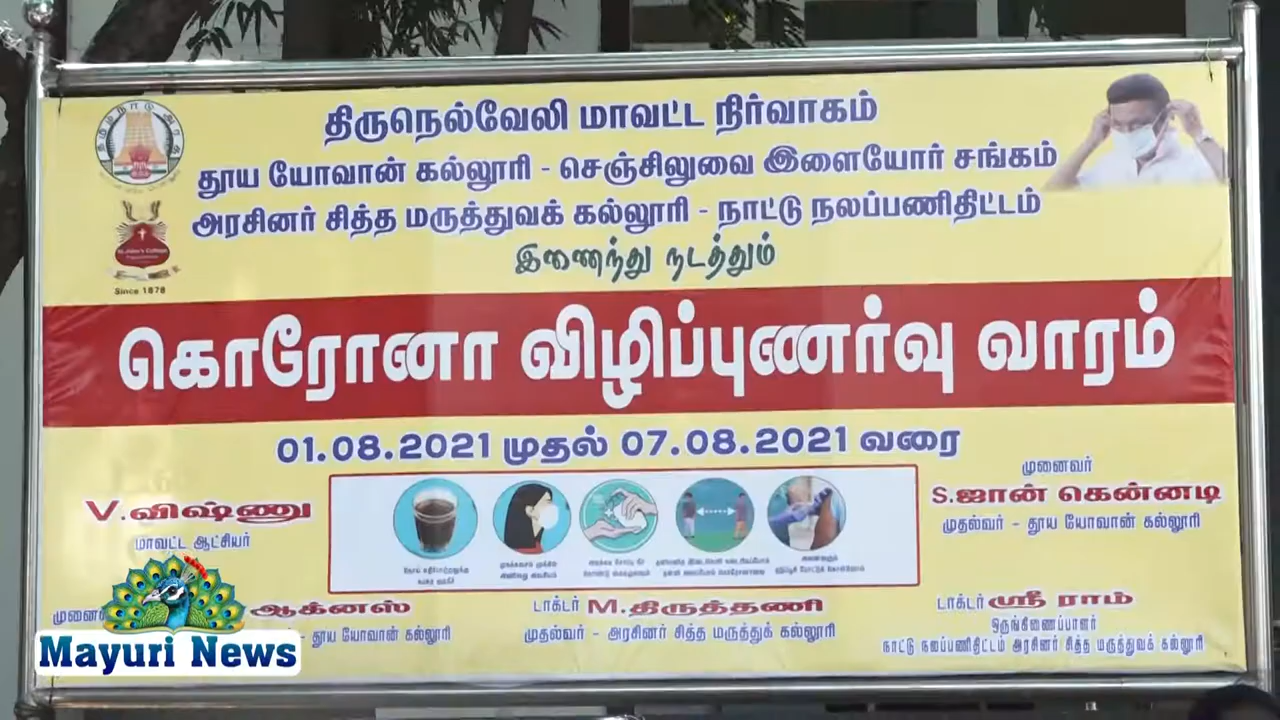 திருநெல்வேலி மாவட்ட நிர்வாகம்
தூய யோவான் கல்லூரி - செஞ்சிலுவை இளையோர் சங்கம்
அரசினர் சித்த மருத்துவக் கல்லூரி - நாட்டு நலப்பணிதிட்டம்
இணைந்து நடத்தும்
St. John's College
Since 1878
கொரோனா விழிப்புணர்வு வாரம்
01.08.2021 முதல் 07.08.2021 வரை
V.விஷ்ணு
மாவட்ட ஆட்சியர்
முனைவர்
S.ஜான் கென்னடி
முதல்வர் - தூய யோவான் கல்லூரி
ஆக்னஸ்
- தூய யோவான் கல்லூரி
டாக்டர் M.திருத்தணி
முதல்வர் - அரசினர் சித்த மருத்துக் கல்லூரி
டாக்டர் ஸ்ரீ ராம்
ஒருங்கிணைப்பாளர்
நாட்டு நலப்பணிதிட்டம் அரசினர் சித்த மருத்துவக் கல்லூரி
Mayuri News